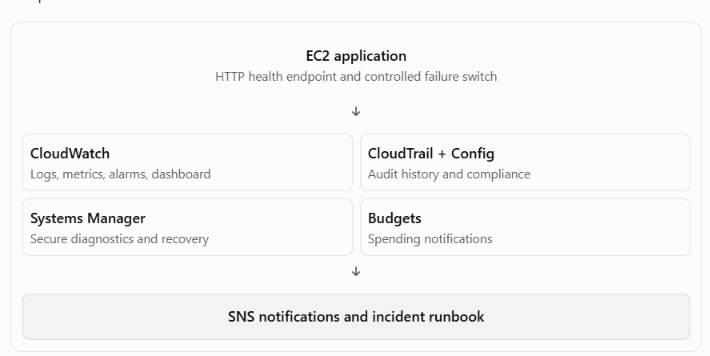 EC2 application
HTTP health endpoint and controlled failure switch
↓
CloudWatch
Logs, metrics, alarms, dashboard
CloudTrail + Config
Audit history and compliance
Systems Manager
Secure diagnostics and recovery
Budgets
Spending notifications
↓
SNS notifications and incident runbook